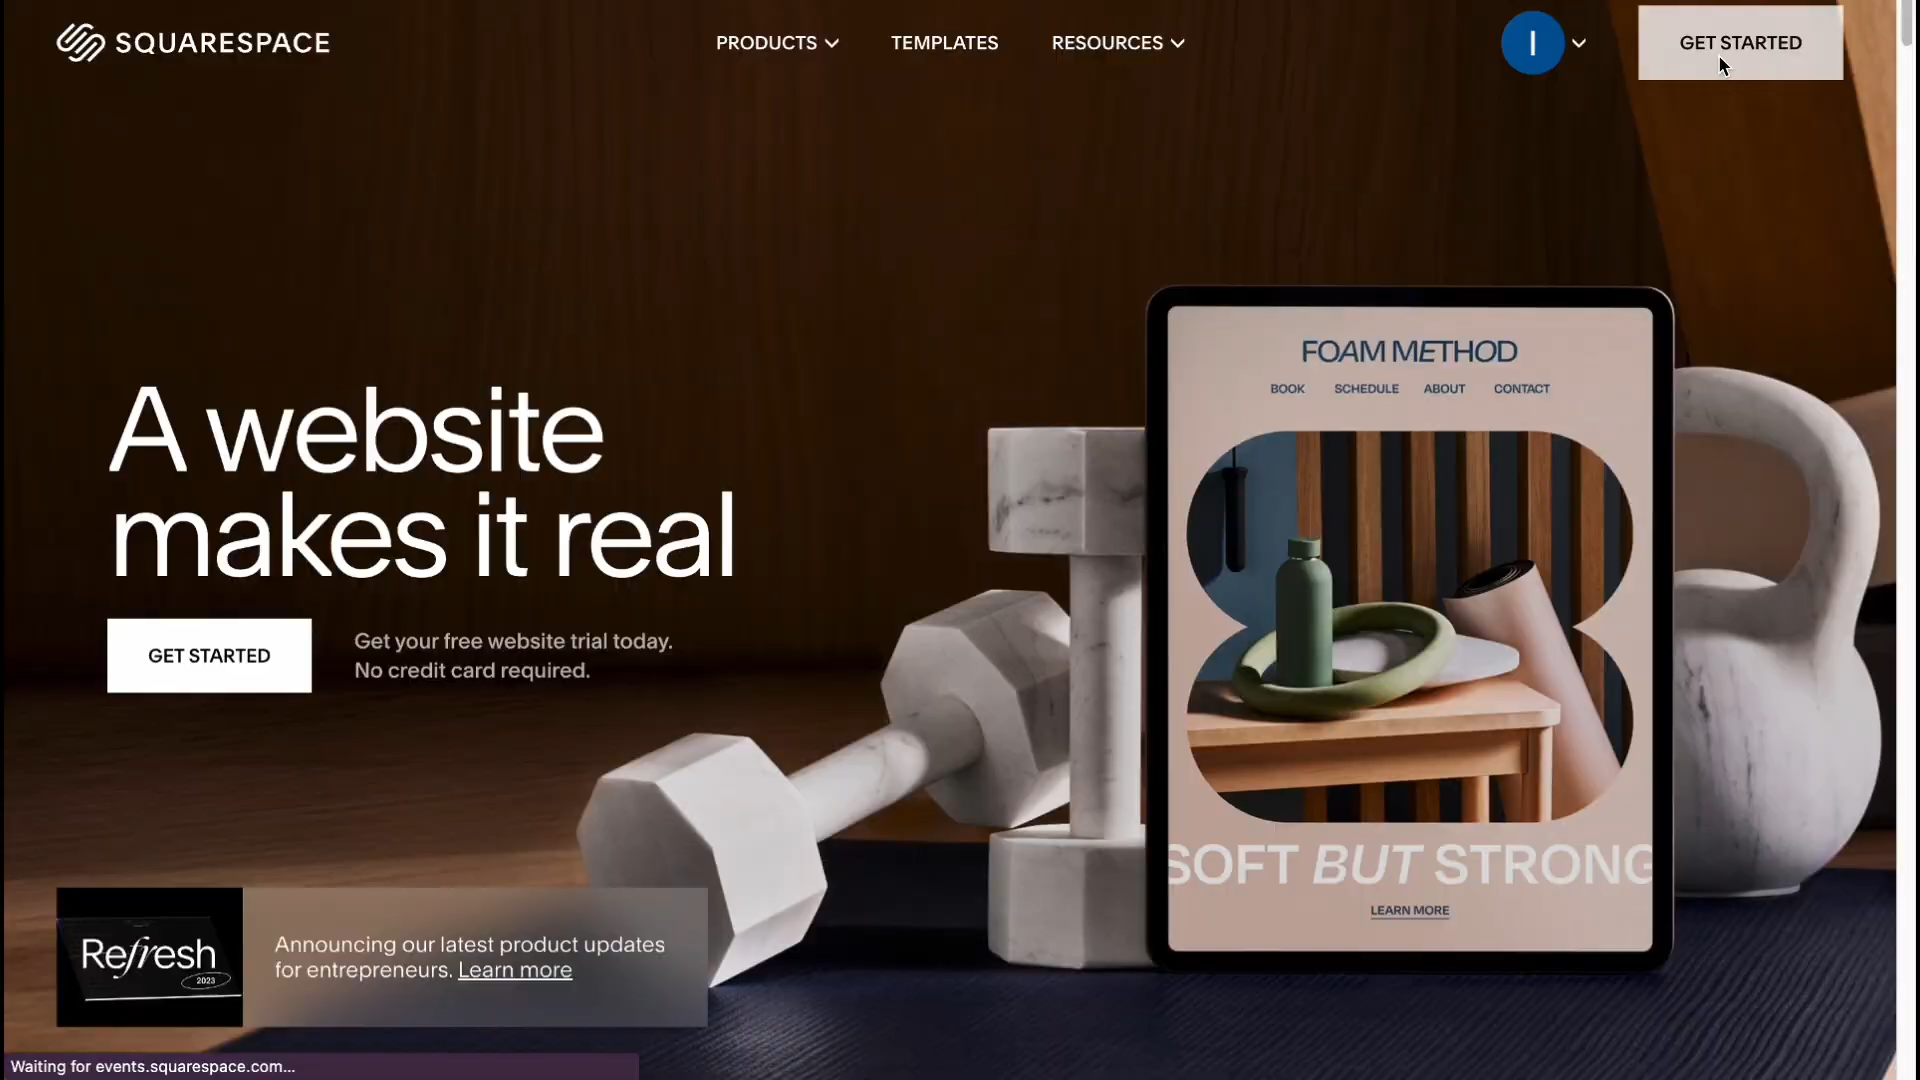 SQUARESPACE
PRODUCTS
TEMPLATES
RESOURCES
I
GET STARTED
A website
makes it real
GET STARTED
Get your free website trial today.
No credit card required.
FOAM METHOD
BOOK SCHEDULE ABOUT CONTACT
SOFT BUT STRONG
LEARN MORE
Refresh
2023
Announcing our latest product updates
for entrepreneurs. Learn more
Waiting for events.squarespace.com...